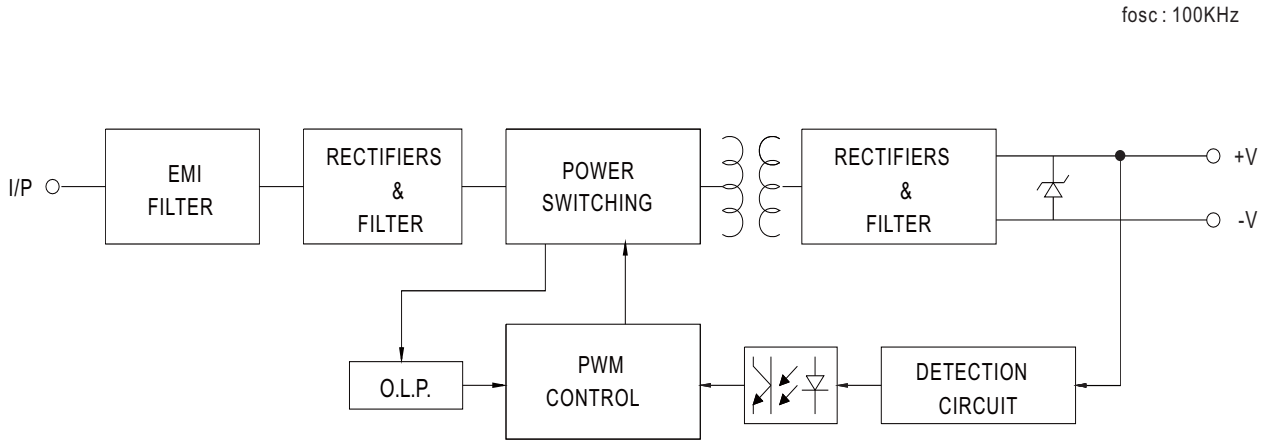 fosc : 100KHz
I/P
EMI
FILTER
RECTIFIERS
&
FILTER
POWER
SWITCHING
RECTIFIERS
&
FILTER
+V
-V
O.L.P.
PWM
CONTROL
DETECTION
CIRCUIT